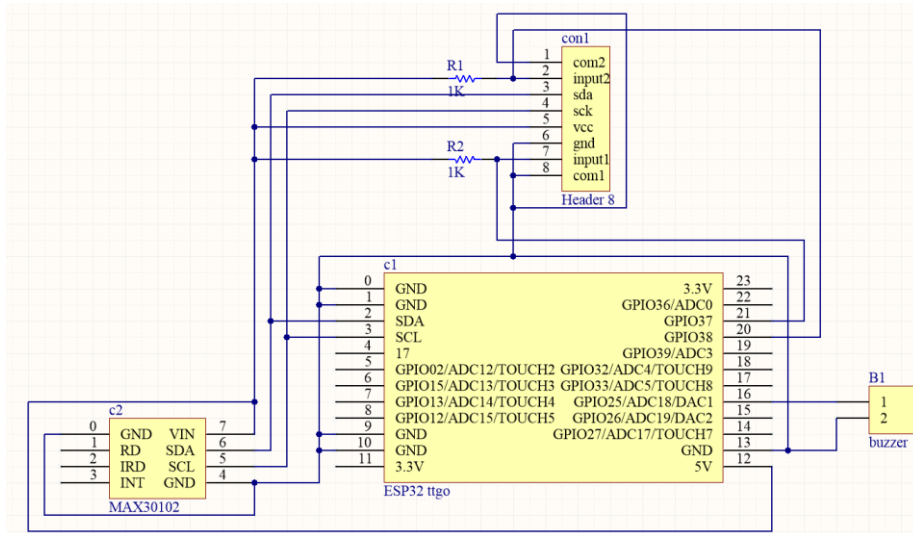 con1
1 com2
2 input2
3 sda
4 sck
5 vcc
6 gnd
7 input1
8 com1
Header 8
R1
1K
R2
1K
c1
0 GND 3.3V 23
1 GND GPIO36/ADC0 22
2 SDA GPIO37 21
3 SCL GPIO38 20
4 17 GPIO39/ADC3 19
5 GPIO02/ADC12/TOUCH2 GPIO32/ADC4/TOUCH9 18
6 GPIO15/ADC13/TOUCH3 GPIO33/ADC5/TOUCH8 17
7 GPIO13/ADC14/TOUCH4 GPIO25/ADC18/DAC1 16
8 GPIO12/ADC15/TOUCH5 GPIO26/ADC19/DAC2 15
9 GND GPIO27/ADC17/TOUCH7 14
10 GND GND 13
11 3.3V 5V 12
ESP32 ttgo
B1
1
2
buzzer
c2
0 GND VIN 7
1 RD SDA 6
2 IRD SCL 5
3 INT GND 4
MAX30102